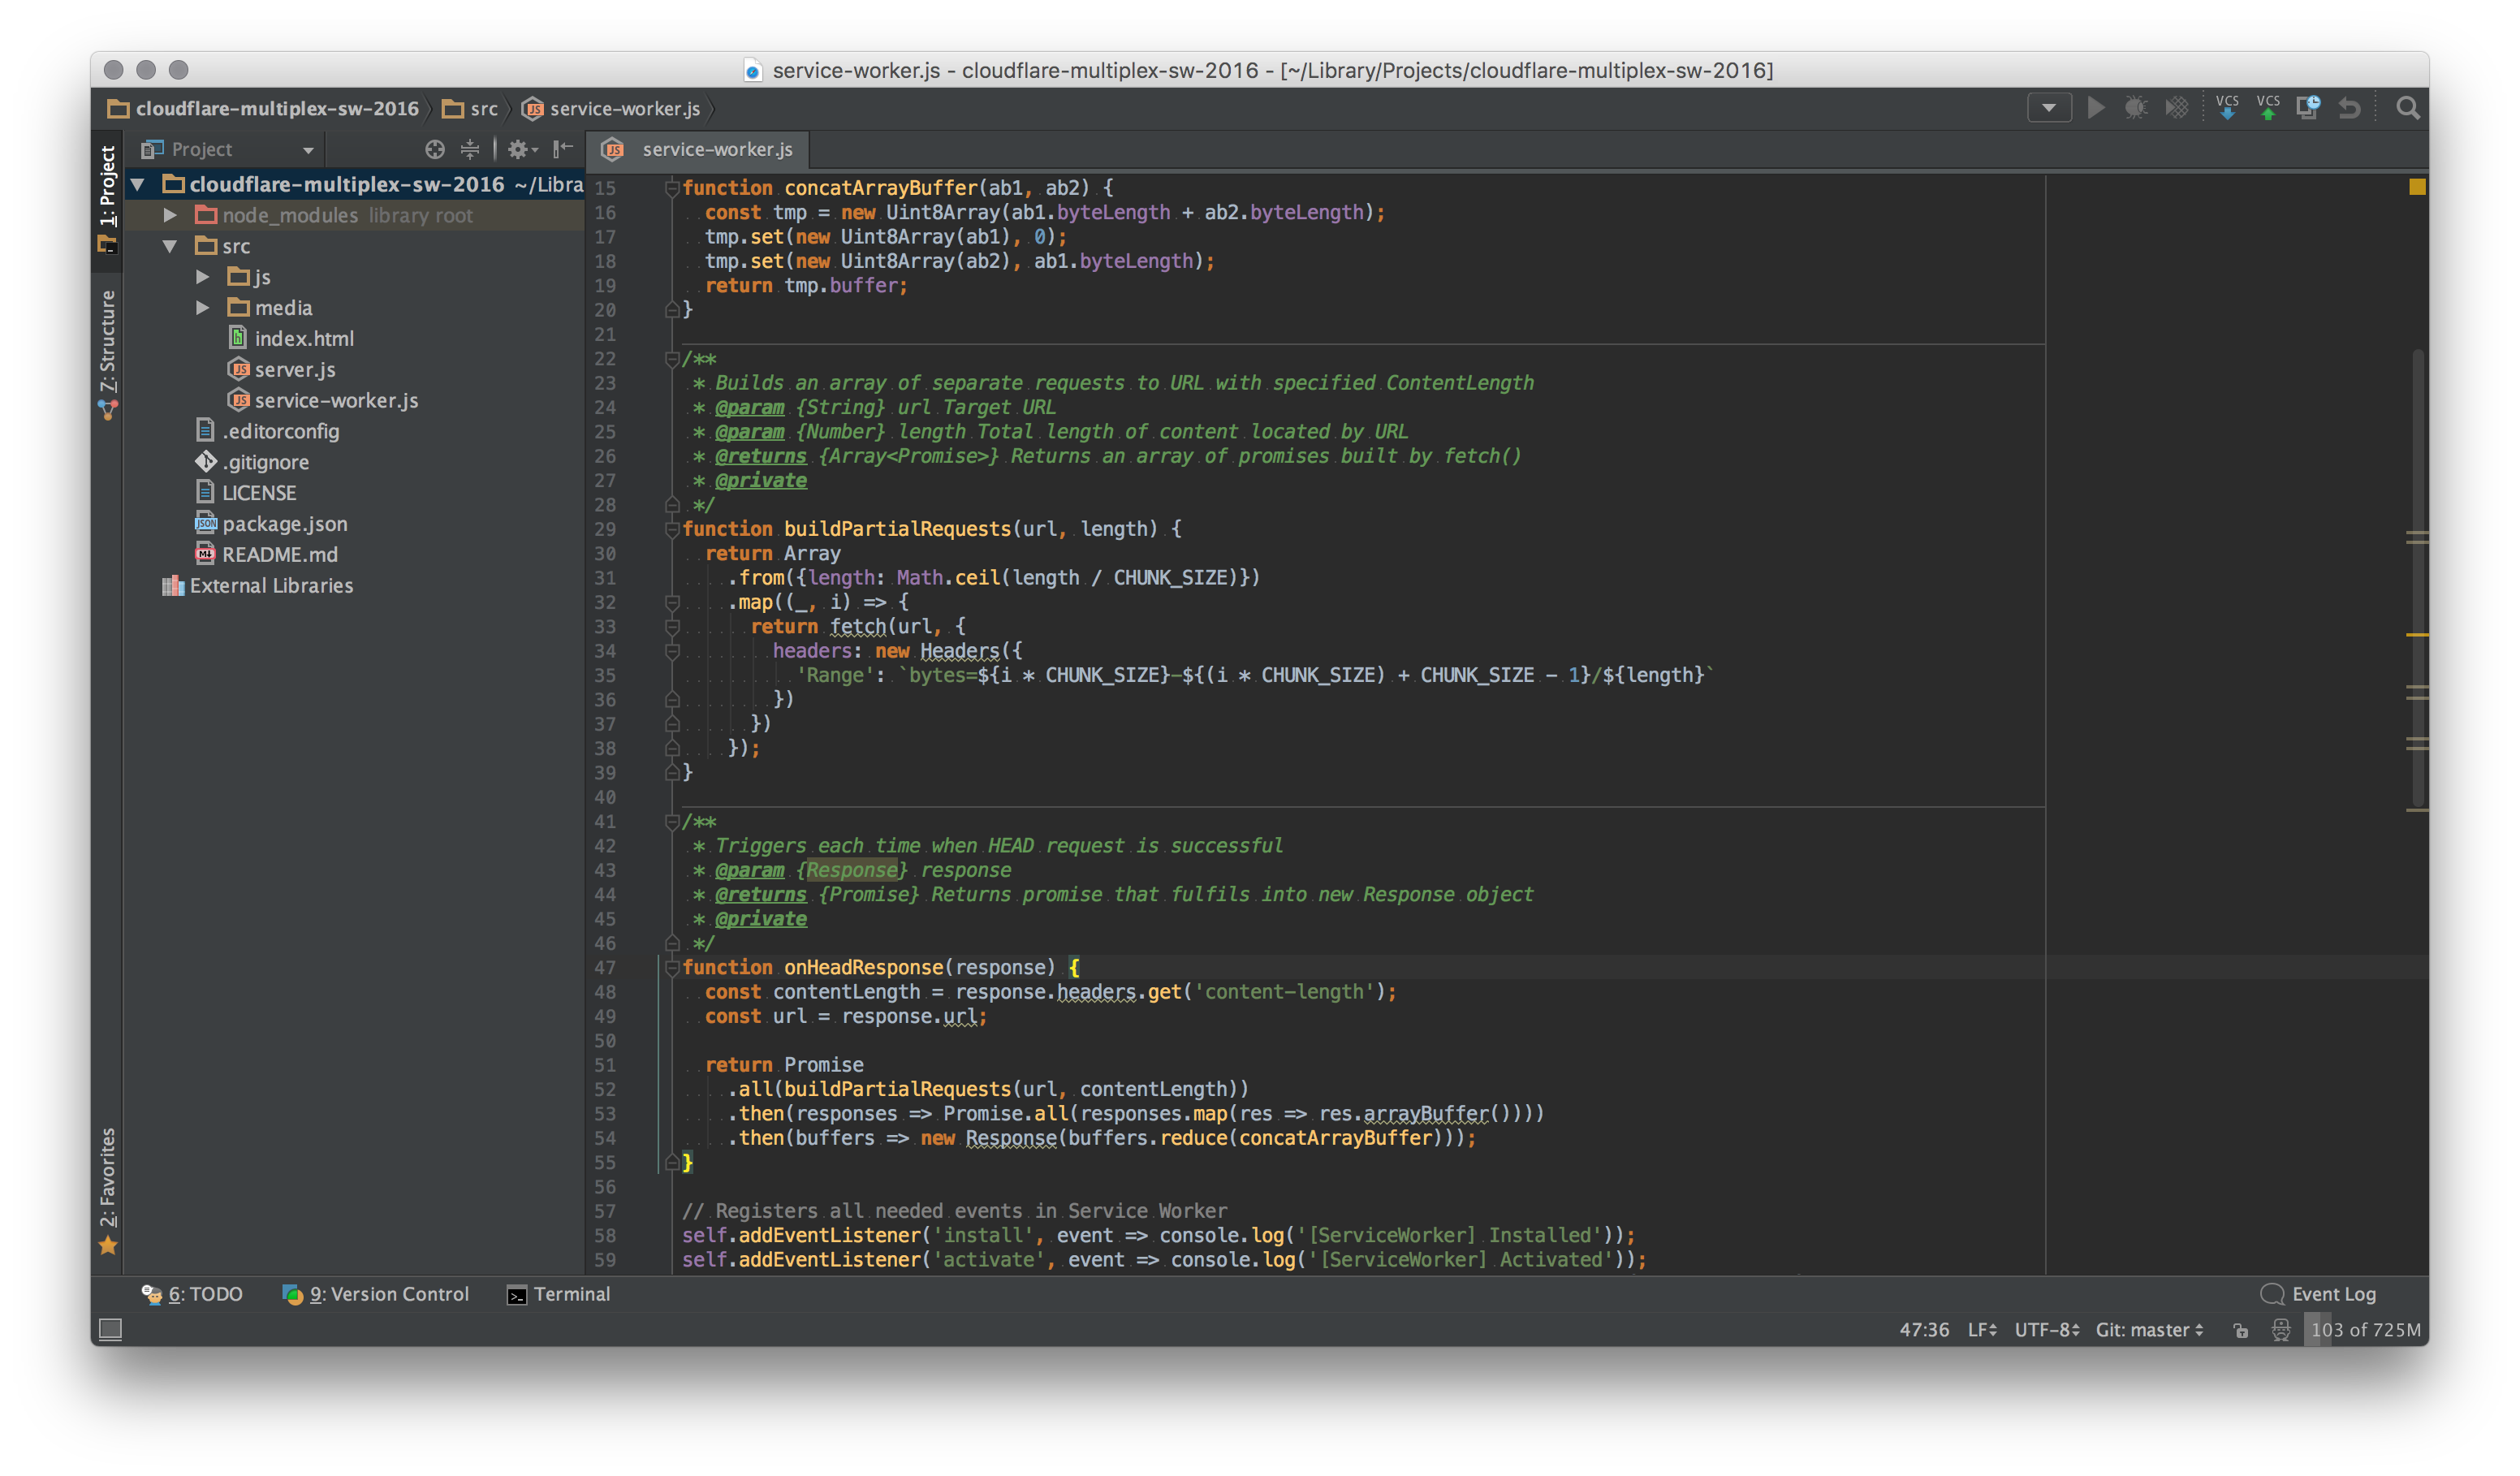 service-worker.js - cloudflare-multiplex-sw-2016 - [~/Library/Projects/cloudflare-multiplex-sw-2016]
cloudflare-multiplex-sw-2016 src service-worker.js
VCS VCS
1: Project
Z: Structure
2: Favorites
Project
cloudflare-multiplex-sw-2016 ~/Libra
node_modules library root
src
js
media
index.html
server.js
service-worker.js
.editorconfig
.gitignore
LICENSE
package.json
README.md
External Libraries
service-worker.js
15 function concatArrayBuffer(ab1, ab2) {
16   const tmp = new Uint8Array(ab1.byteLength + ab2.byteLength);
17   tmp.set(new Uint8Array(ab1), 0);
18   tmp.set(new Uint8Array(ab2), ab1.byteLength);
19   return tmp.buffer;
20 }
21
22 /**
23  * Builds an array of separate requests to URL with specified ContentLength
24  * @param {String} url Target URL
25  * @param {Number} length Total length of content located by URL
26  * @returns {Array<Promise>} Returns an array of promises built by fetch()
27  * @private
28  */
29 function buildPartialRequests(url, length) {
30   return Array
31     .from({length: Math.ceil(length / CHUNK_SIZE)})
32     .map((_, i) => {
33       return fetch(url, {
34         headers: new Headers({
35           'Range': `bytes=${i * CHUNK_SIZE}-${(i * CHUNK_SIZE) + CHUNK_SIZE - 1}/${length}`
36         })
37       })
38     });
39 }
40
41 /**
42  * Triggers each time when HEAD request is successful
43  * @param {Response} response
44  * @returns {Promise} Returns promise that fulfils into new Response object
45  * @private
46  */
47 function onHeadResponse(response) {
48   const contentLength = response.headers.get('content-length');
49   const url = response.url;
50
51   return Promise
52     .all(buildPartialRequests(url, contentLength))
53     .then(responses => Promise.all(responses.map(res => res.arrayBuffer())))
54     .then(buffers => new Response(buffers.reduce(concatArrayBuffer)));
55 }
56
57 // Registers all needed events in Service Worker
58 self.addEventListener('install', event => console.log('[ServiceWorker] Installed'));
59 self.addEventListener('activate', event => console.log('[ServiceWorker] Activated'));
6: TODO 9: Version Control Terminal Event Log
47:36 LF UTF-8 Git: master 103 of 725M